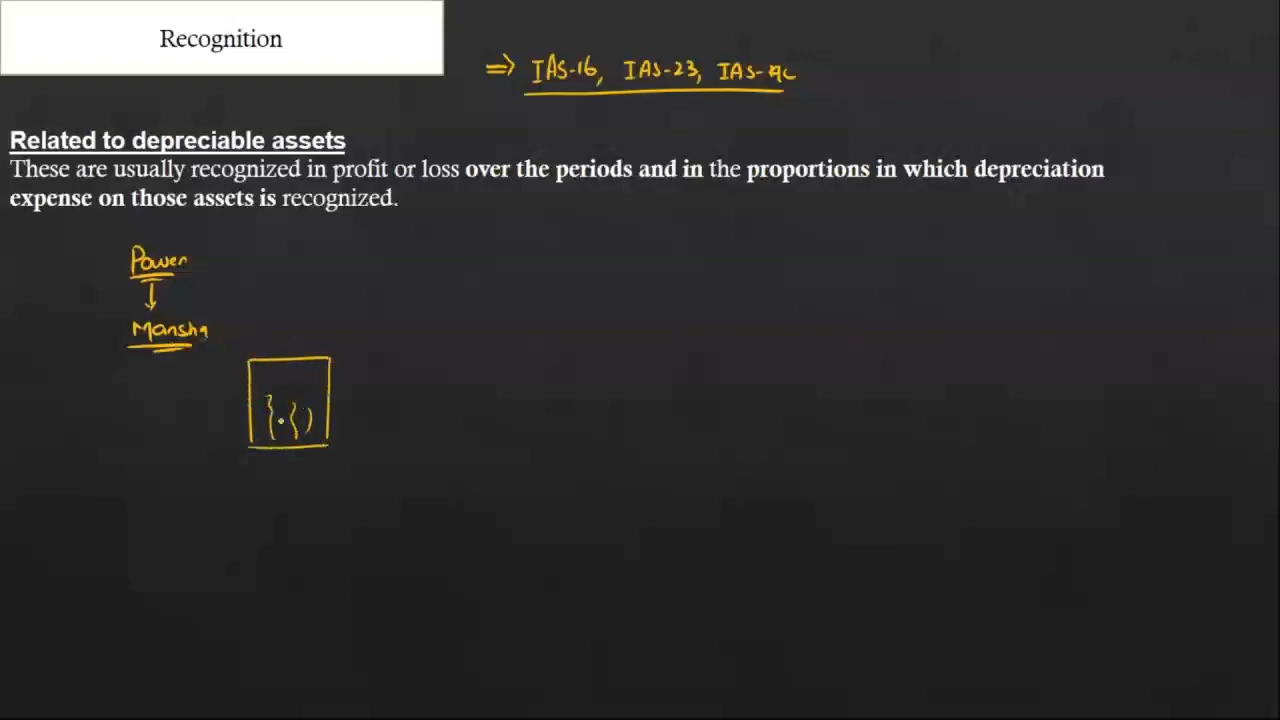 Recognition
⇒ IAS-16, IAS-23, IAS-
Related to depreciable assets
These are usually recognized in profit or loss over the periods and in the proportions in which depreciation
expense on those assets is recognized.
Power
Mansha